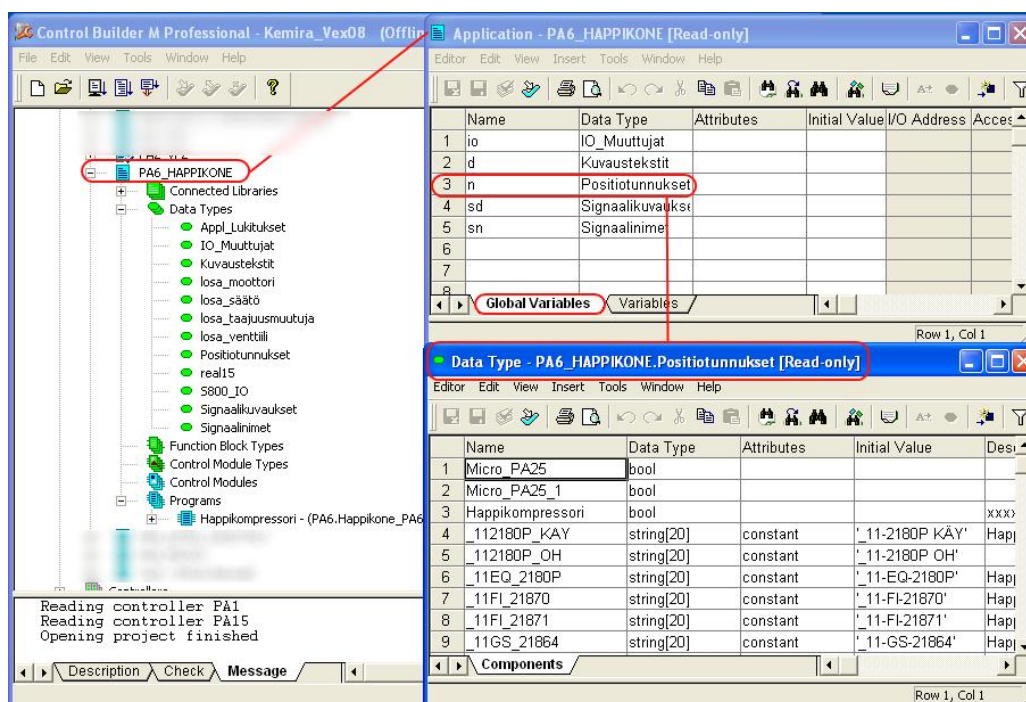 Control Builder M Professional - Kemira_Vex08 (Offlin
File Edit View Tools Window Help
PA6_HAPPIKONE
Connected Libraries
Data Types
Appl_Lukitukset
IO_Muuttujat
Kuvaustekstit
losa_moottori
losa_säätö
losa_taajuusmuutuja
losa_venttiili
Positiotunnukset
real15
S800_IO
Signaalikuvaukset
Signaalinimet
Function Block Types
Control Module Types
Control Modules
Programs
Happikompressori - (PA6.Happikone_PA6
Controllers
Reading controller PA1
Reading controller PA15
Opening project finished
Description Check Message
Application - PA6_HAPPIKONE [Read-only]
Editor Edit View Insert Tools Window Help
Name Data Type Attributes Initial Value I/O Address Acces
1 io IO_Muuttujat
2 d Kuvaustekstit
3 n Positiotunnukset
4 sd Signaalikuvaukse
5 sn Signaalinimet
6
7
8
Global Variables Variables
Row 1, Col 1
Data Type - PA6_HAPPIKONE.Positiotunnukset [Read-only]
Editor Edit View Insert Tools Window Help
Name Data Type Attributes Initial Value Des
1 Micro_PA25 bool
2 Micro_PA25_1 bool
3 Happikompressori bool xxx
4 _112180P_KAY string[20] constant '_11-2180P KÄY' Hap
5 _112180P_OH string[20] constant '_11-2180P OH'
6 _11EQ_2180P string[20] constant '_11-EQ-2180P' Hap
7 _11FI_21870 string[20] constant '_11-FI-21870' Hap
8 _11FI_21871 string[20] constant '_11-FI-21871' Hap
9 _11GS_21864 string[20] constant '_11-GS-21864' Hap
Components
Row 1, Col 1